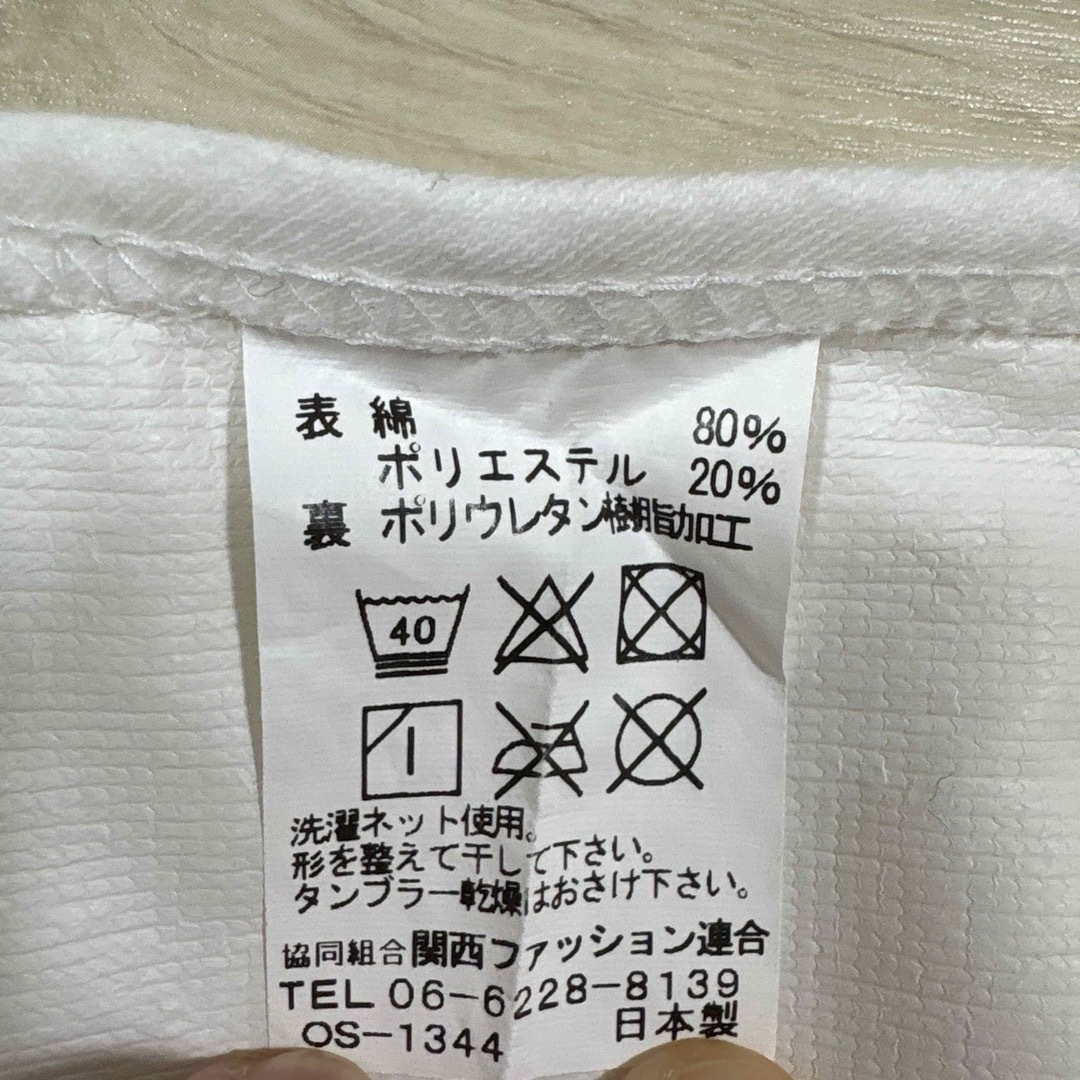 表 綿 80%
ポリエステル 20%
裏 ポリウレタン樹脂加工
40
洗濯ネット使用。
形を整えて干して下さい。
タンブラー乾燥はおさけ下さい。
協同組合関西ファッション連合
TEL 06-6228-8139
OS-1344 日本製